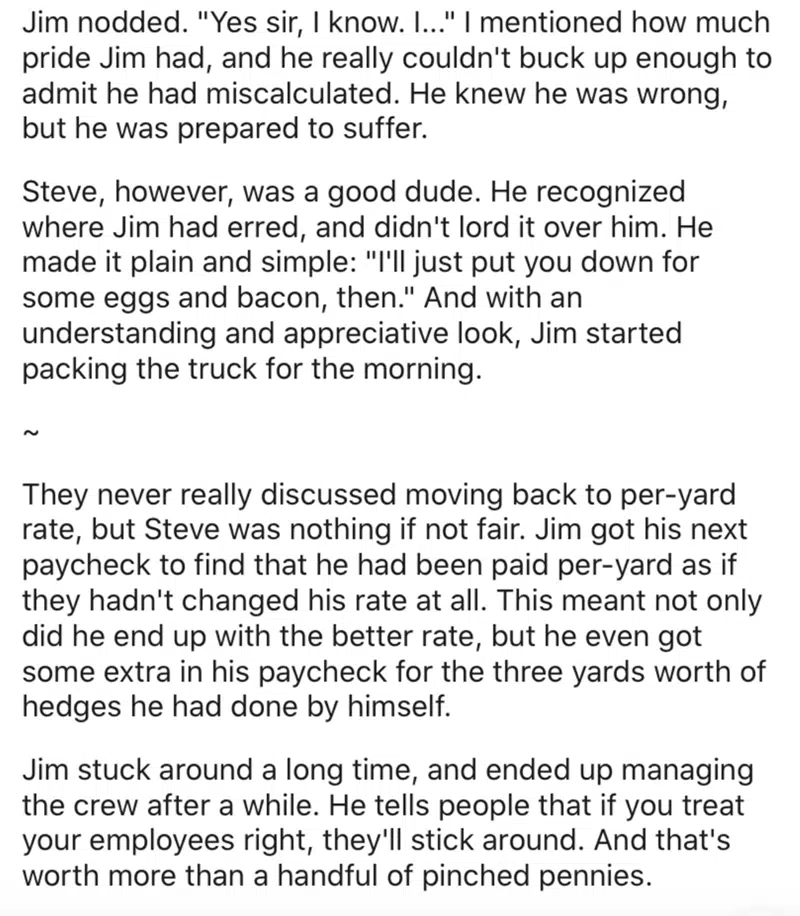 Jim nodded. "Yes sir, I know. I..." I mentioned how much
pride Jim had, and he really couldn't buck up enough to
admit he had miscalculated. He knew he was wrong,
but he was prepared to suffer.
Steve, however, was a good dude. He recognized
where Jim had erred, and didn't lord it over him. He
made it plain and simple: "I'll just put you down for
some eggs and bacon, then." And with an
understanding and appreciative look, Jim started
packing the truck for the morning.
~
They never really discussed moving back to per-yard
rate, but Steve was nothing if not fair. Jim got his next
paycheck to find that he had been paid per-yard as if
they hadn't changed his rate at all. This meant not only
did he end up with the better rate, but he even got
some extra in his paycheck for the three yards worth of
hedges he had done by himself.
Jim stuck around a long time, and ended up managing
the crew after a while. He tells people that if you treat
your employees right, they'll stick around. And that's
worth more than a handful of pinched pennies.